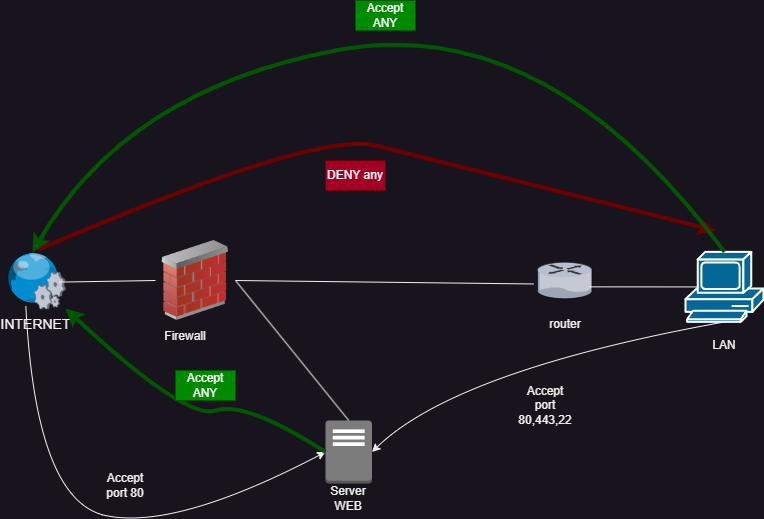 Accept
ANY
DENY any
INTERNET
Firewall
router
LAN
Accept
ANY
Accept
port
80,443,22
Accept
port 80
Server
WEB